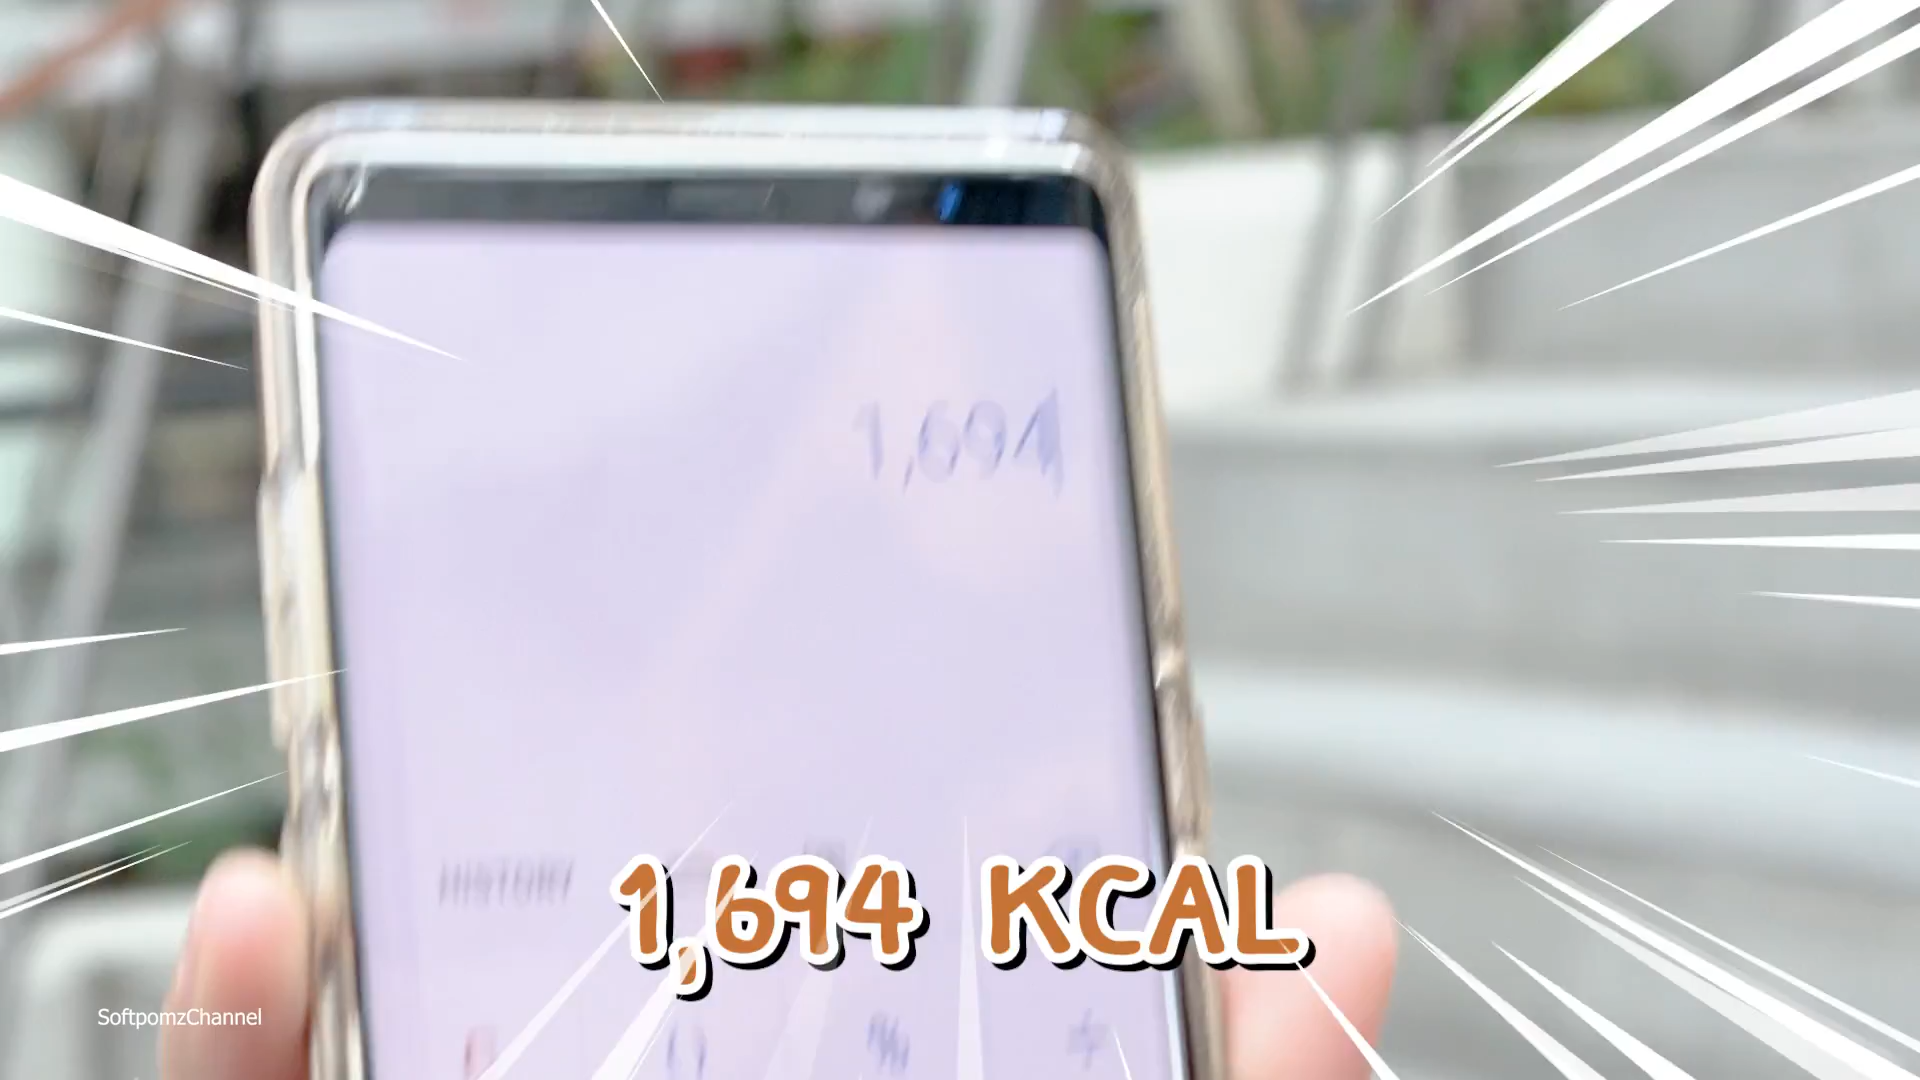 1,694
HISTORY
1,694 KCAL
C () % ÷
SoftpomzChannel